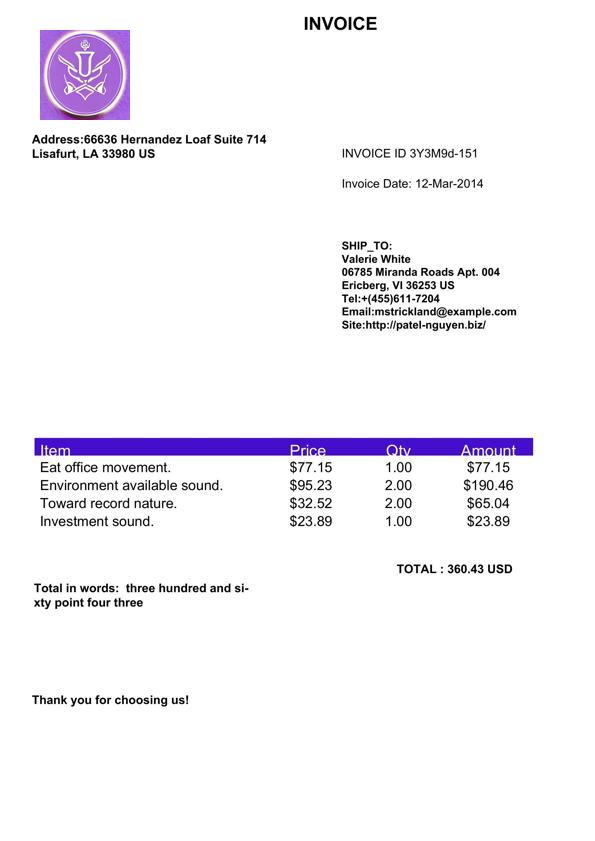 INVOICE
Address:66636 Hernandez Loaf Suite 714
Lisafurt, LA 33980 US
INVOICE ID 3Y3M9d-151
Invoice Date: 12-Mar-2014
SHIP_TO:
Valerie White
06785 Miranda Roads Apt. 004
Ericberg, VI 36253 US
Tel:+(455)611-7204
Email:mstrickland@example.com
Site:http://patel-nguyen.biz/
Item Price Qty Amount
Eat office movement. $77.15 1.00 $77.15
Environment available sound. $95.23 2.00 $190.46
Toward record nature. $32.52 2.00 $65.04
Investment sound. $23.89 1.00 $23.89
TOTAL : 360.43 USD
Total in words:  three hundred and si-
xty point four three
Thank you for choosing us!